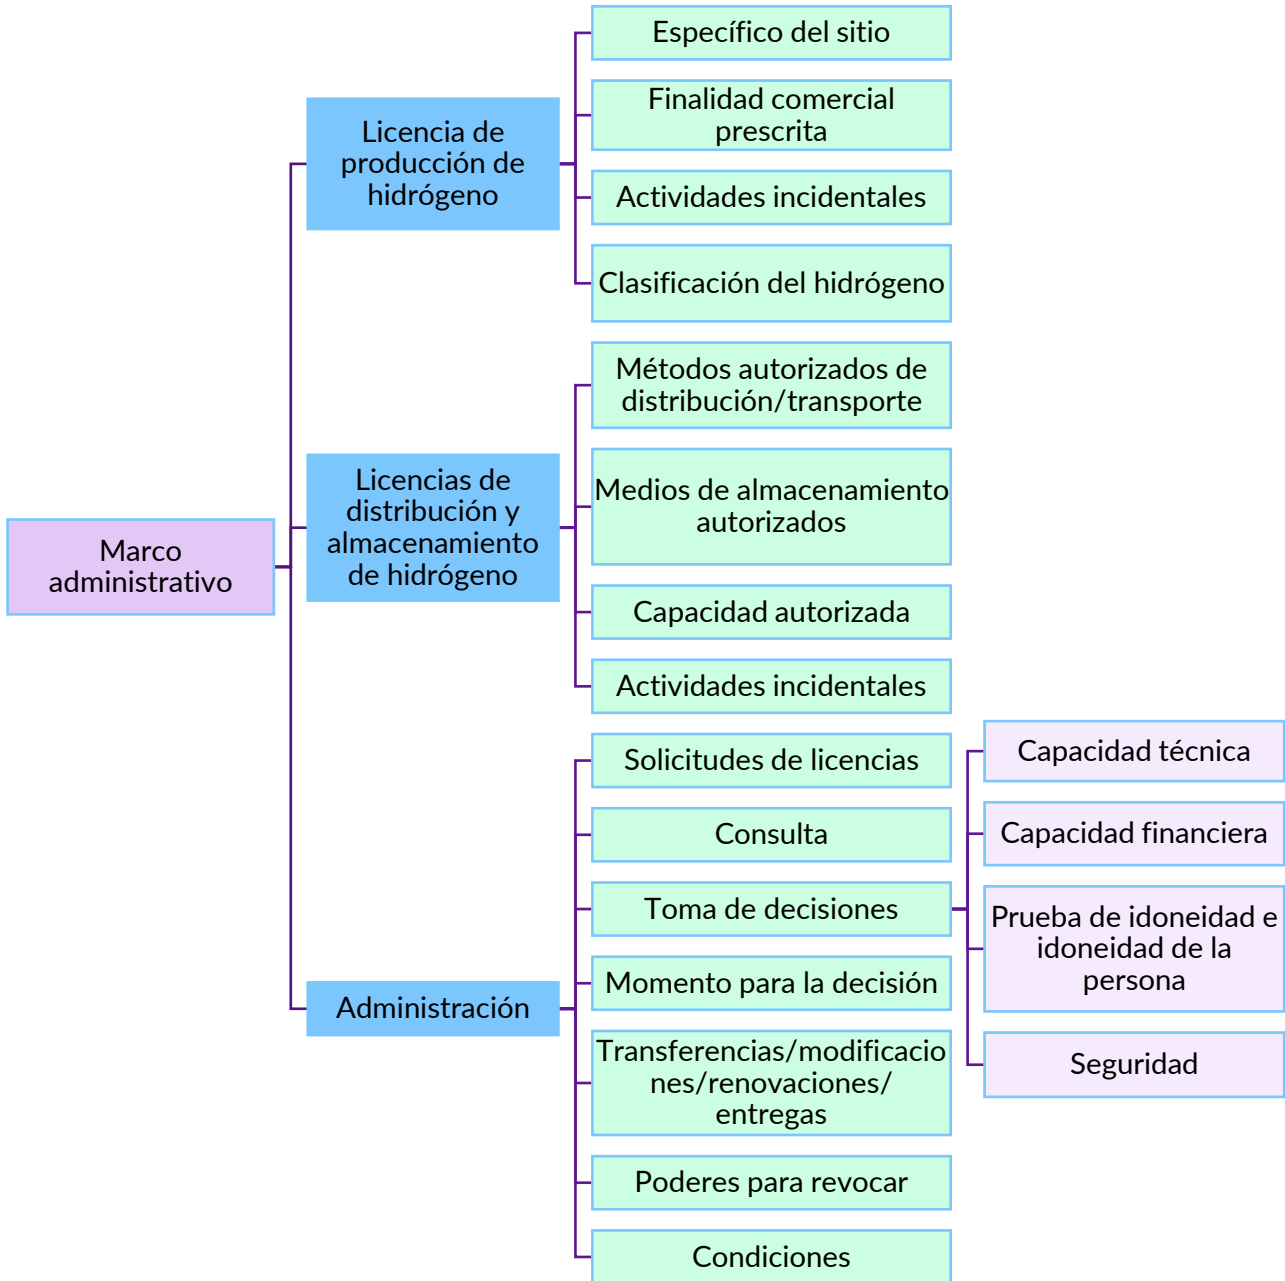 Específico del sitio
Finalidad comercial
prescrita
Licencia de
producción de
hidrógeno
Actividades incidentales
Clasificación del hidrógeno
Métodos autorizados de
distribución/transporte
Licencias de
distribución y
almacenamiento
de hidrógeno
Medios de almacenamiento
autorizados
Marco
administrativo
Capacidad autorizada
Actividades incidentales
Solicitudes de licencias
Consulta
Toma de decisiones
Capacidad técnica
Capacidad financiera
Prueba de idoneidad e
idoneidad de la
persona
Seguridad
Administración
Momento para la decisión
Transferencias/modificacio
nes/renovaciones/
entregas
Poderes para revocar
Condiciones